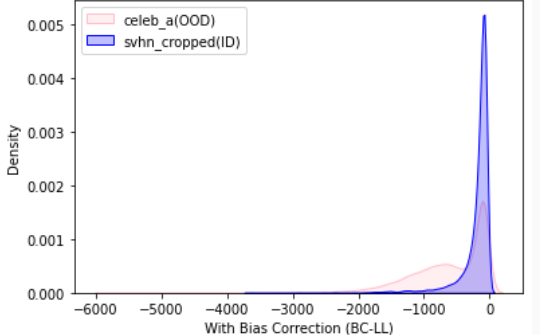 celeb_a(OOD)
svhn_cropped(ID)
Density
0.005
0.004
0.003
0.002
0.001
0.000
−6000 −5000 −4000 −3000 −2000 −1000 0
With Bias Correction (BC-LL)